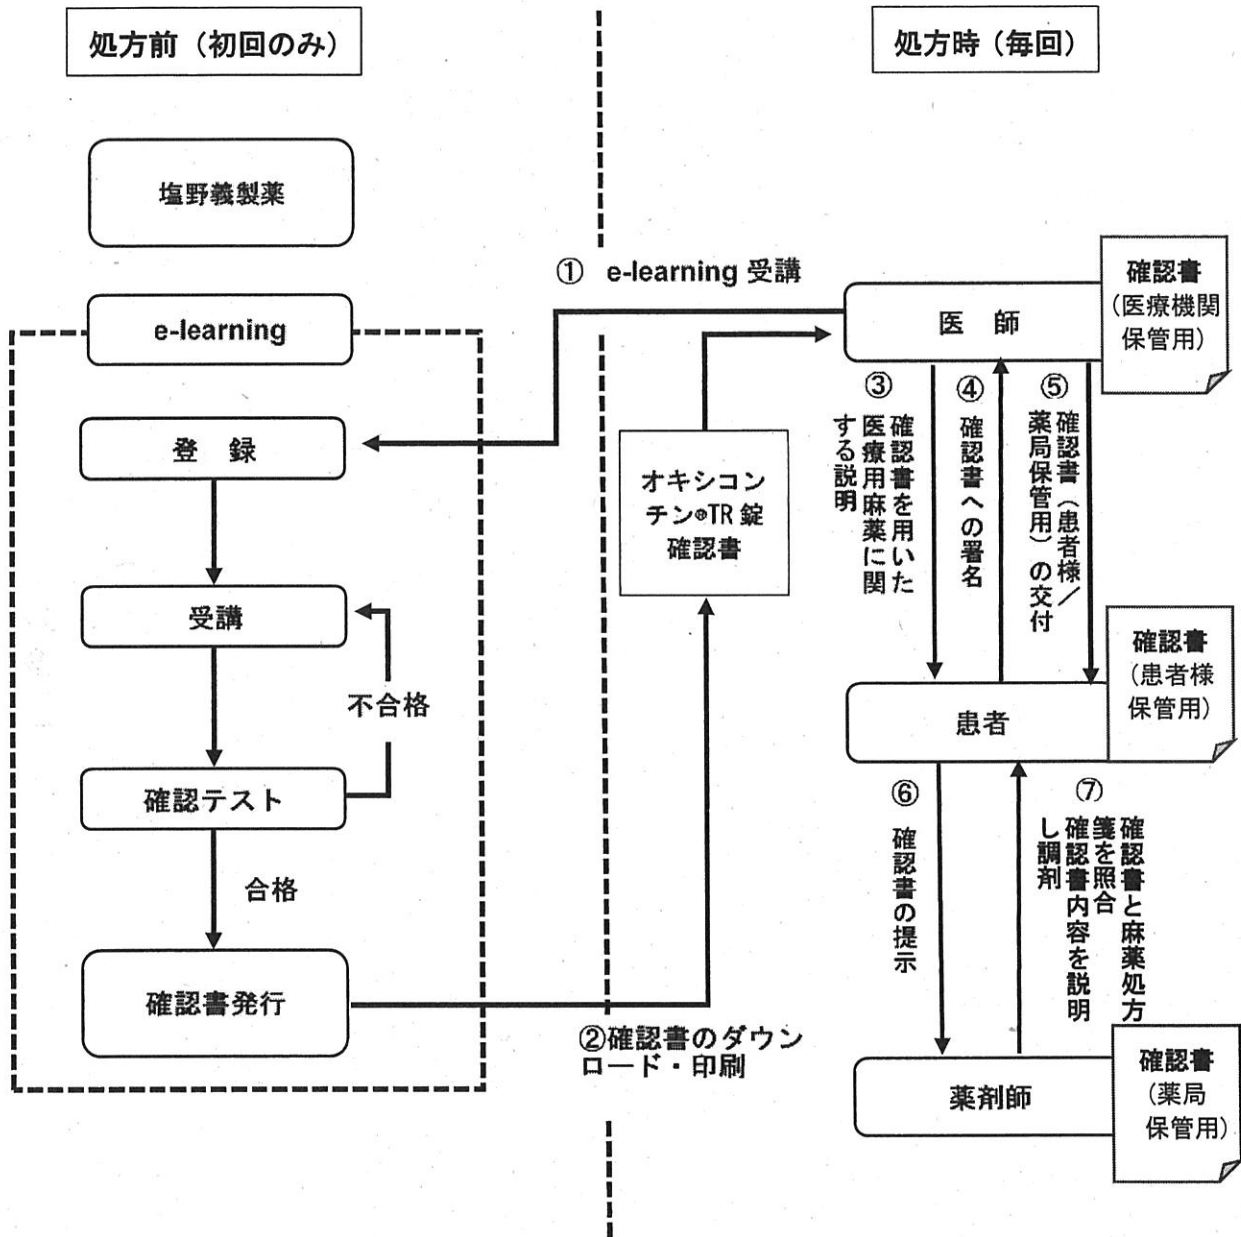 処方前（初回のみ）
処方時（毎回）
塩野義製薬
① e-learning 受講
e-learning
登　録
受講
不合格
確認テスト
合格
確認書発行
②確認書のダウン
ロード・印刷
オキシコン
チン®TR 錠
確認書
医　師
確認書
（医療機関
保管用）
③
確認書を用いた
医療用麻薬に関
する説明
④
確認書への署名
⑤
確認書（患者様／
薬局保管用）の交付
患者
確認書
（患者様
保管用）
⑥
確認書の提示
⑦
確認書と麻薬処方
箋を照合
確認書内容を説明
し調剤
薬剤師
確認書
（薬局
保管用）